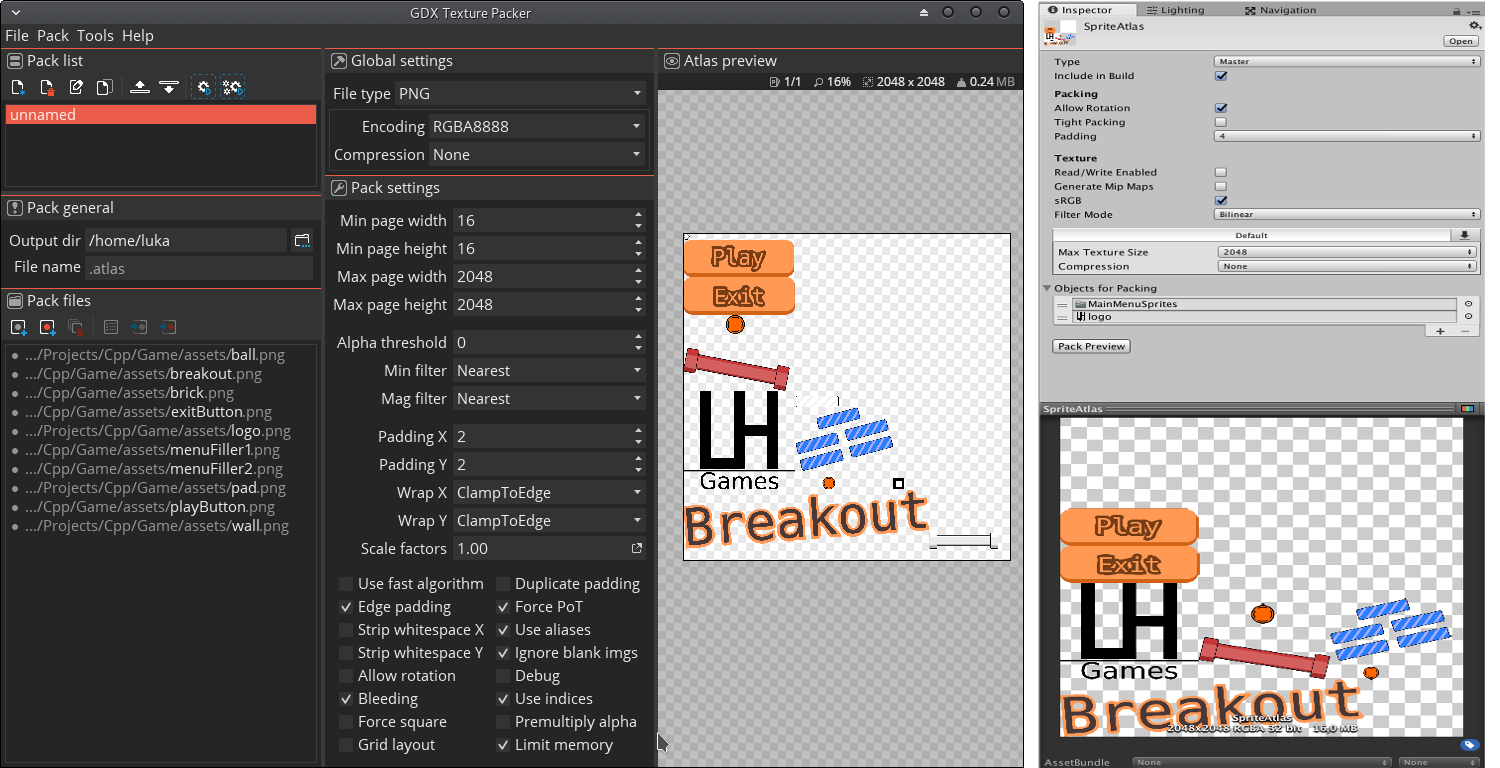 GDX Texture Packer
File Pack Tools Help
Pack list
unnamed
Pack general
Output dir /home/luka
File name .atlas
Pack files
.../Projects/Cpp/Game/assets/ball.png
.../Cpp/Game/assets/breakout.png
.../Projects/Cpp/Game/assets/brick.png
.../Cpp/Game/assets/exitButton.png
.../Projects/Cpp/Game/assets/logo.png
.../Cpp/Game/assets/menuFiller1.png
.../Cpp/Game/assets/menuFiller2.png
.../Projects/Cpp/Game/assets/pad.png
.../Cpp/Game/assets/playButton.png
.../Projects/Cpp/Game/assets/wall.png
Global settings
File type PNG
Encoding RGBA8888
Compression None
Pack settings
Min page width 16
Min page height 16
Max page width 2048
Max page height 2048
Alpha threshold 0
Min filter Nearest
Mag filter Nearest
Padding X 2
Padding Y 2
Wrap X ClampToEdge
Wrap Y ClampToEdge
Scale factors 1.00
Use fast algorithm Duplicate padding
Edge padding Force PoT
Strip whitespace X Use aliases
Strip whitespace Y Ignore blank imgs
Allow rotation Debug
Bleeding Use indices
Force square Premultiply alpha
Grid layout Limit memory
Atlas preview
1/1 16% 2048 x 2048 0.24 MB
Play
Exit
UH
Games
Breakout
Inspector Lighting Navigation
SpriteAtlas
Open
Type Master
Include in Build
Packing
Allow Rotation
Tight Packing
Padding 4
Texture
Read/Write Enabled
Generate Mip Maps
sRGB
Filter Mode Bilinear
Default
Max Texture Size 2048
Compression None
Objects for Packing
MainMenuSprites
logo
Pack Preview
SpriteAtlas
Play
Exit
UH
Games
Breakout
SpriteAtlas
2048x2048 RGBA 32 bit 16,0 MB
AssetBundle None None